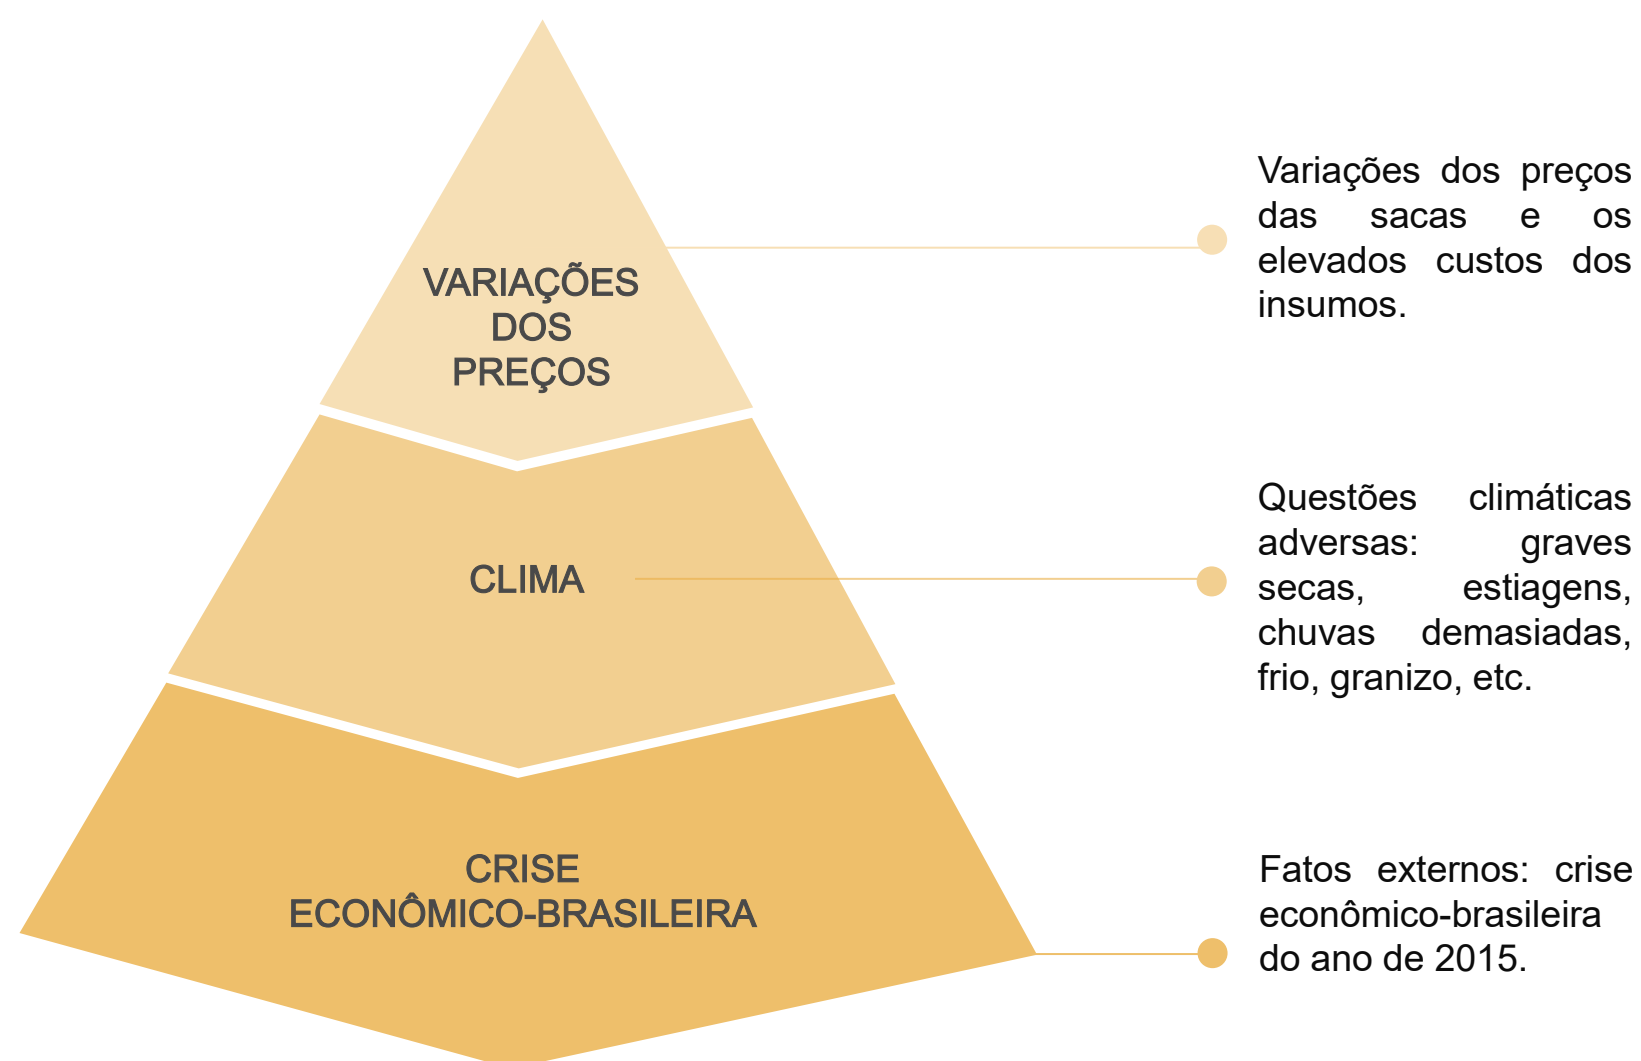 VARIAÇÕES
DOS
PREÇOS
Variações dos preços
das sacas e os
elevados custos dos
insumos.
CLIMA
Questões climáticas
adversas: graves
secas, estiagens,
chuvas demasiadas,
frio, granizo, etc.
CRISE
ECONÔMICO-BRASILEIRA
Fatos externos: crise
econômico-brasileira
do ano de 2015.